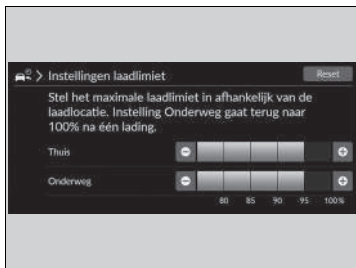 Instellingen laadlimiet
Reset
Stel het maximale laadlimiet in afhankelijk van de
laadlocatie. Instelling Onderweg gaat terug naar
100% na één lading.
Thuis
Onderweg
80 85 90 95 100%